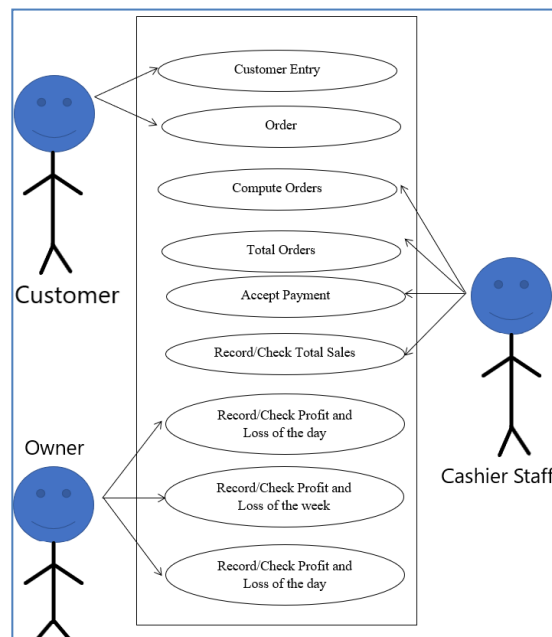 Customer Entry
Order
Compute Orders
Total Orders
Customer
Accept Payment
Record/Check Total Sales
Record/Check Profit and
Loss of the day
Owner
Cashier Staff
Record/Check Profit and
Loss of the week
Record/Check Profit and
Loss of the day